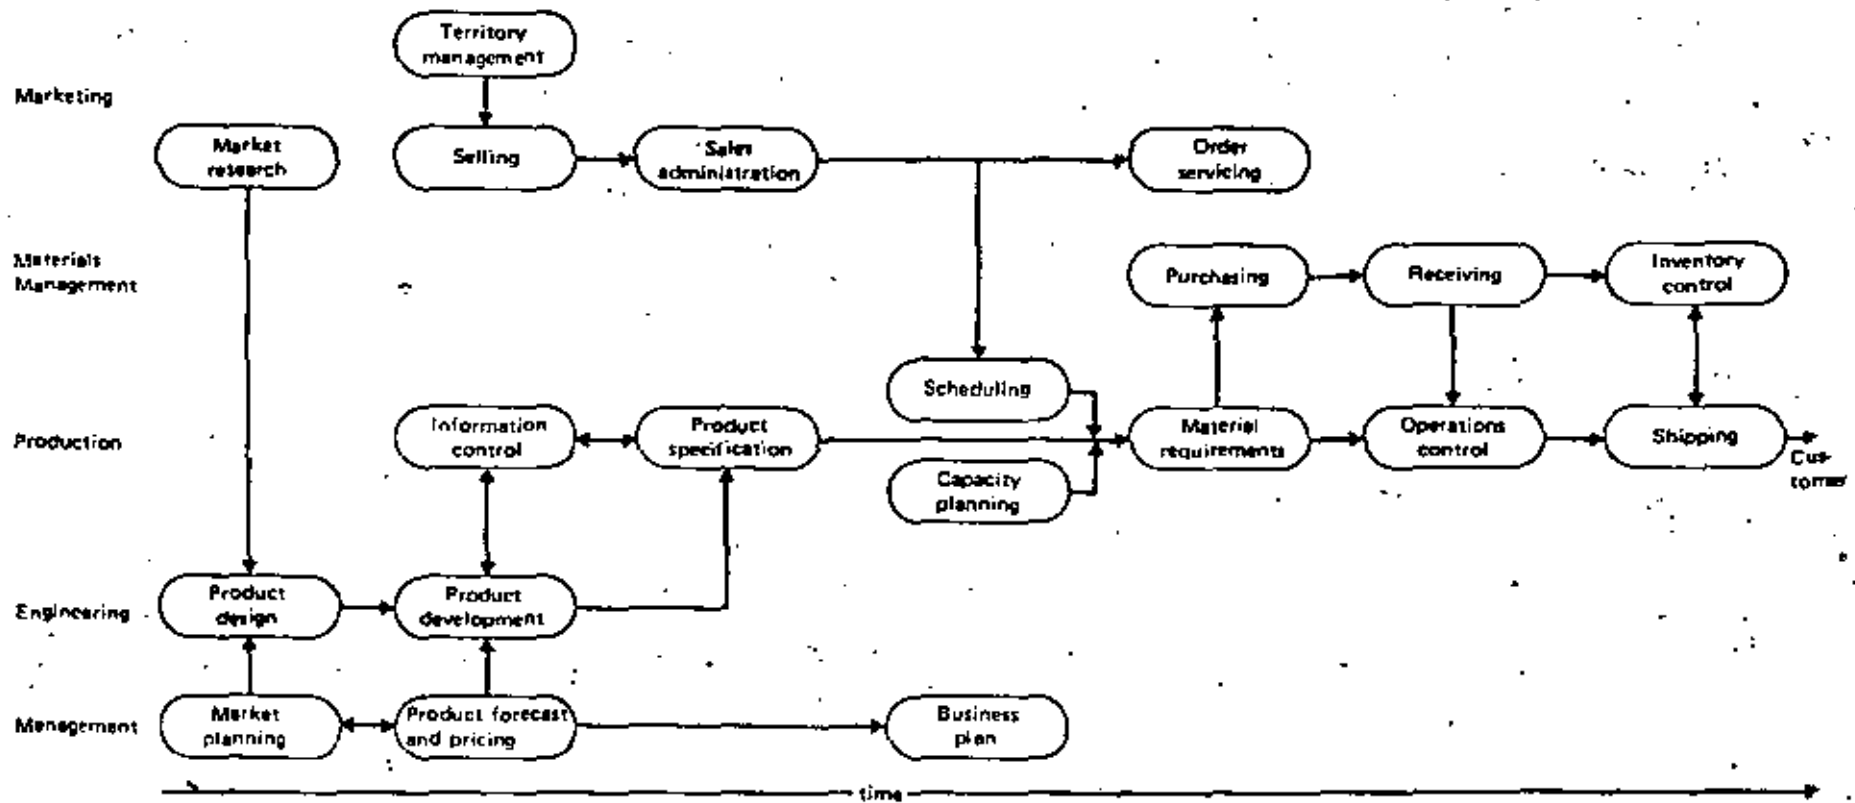 Territory
management
Marketing
Market
research
Selling
Sales
administration
Order
servicing
Materials
Management
Purchasing
Receiving
Inventory
control
Scheduling
Production
Information
control
Product
specification
Material
requirements
Operations
control
Shipping
Cus-
tomer
Capacity
planning
Engineering
Product
design
Product
development
Management
Market
planning
Product forecast
and pricing
Business
plan
time